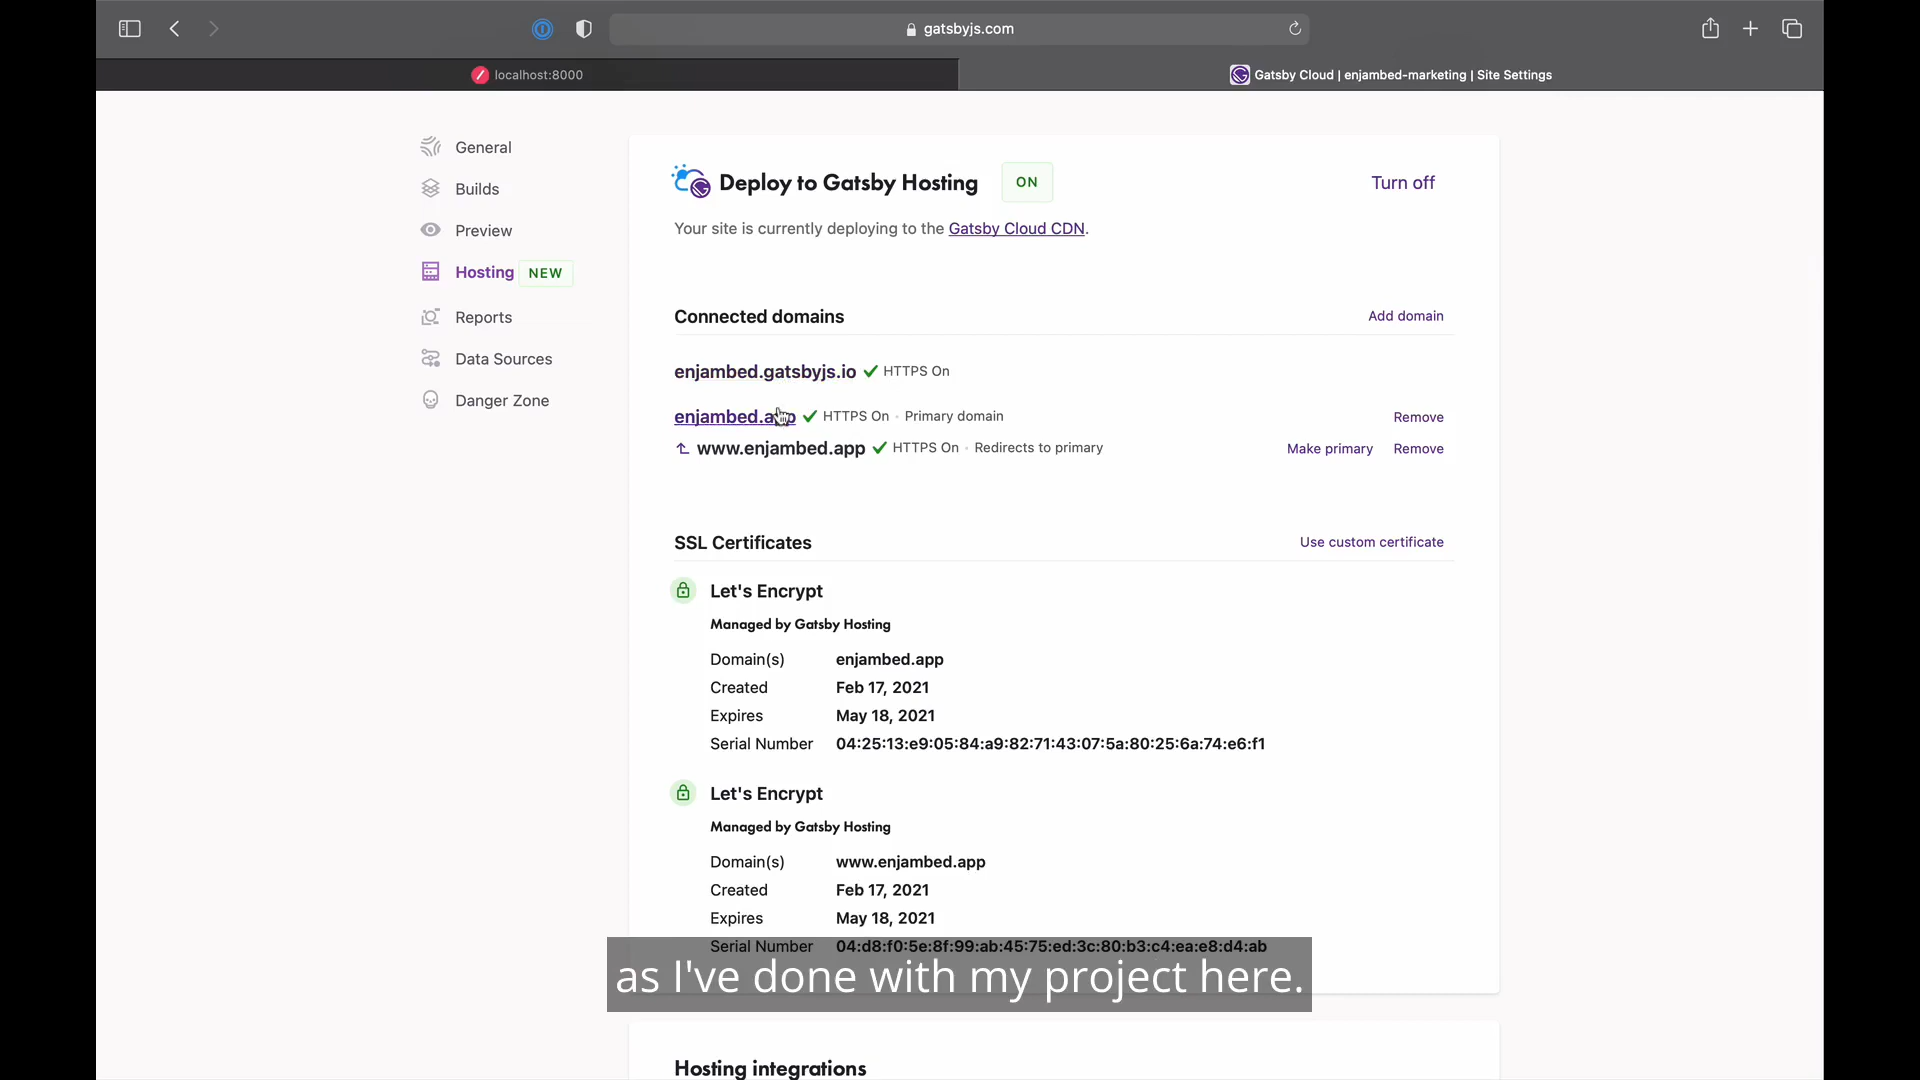 gatsbyjs.com
localhost:8000
Gatsby Cloud | enjambed-marketing | Site Settings
General
Builds
Preview
Hosting NEW
Reports
Data Sources
Danger Zone
Deploy to Gatsby Hosting ON Turn off
Your site is currently deploying to the Gatsby Cloud CDN.
Connected domains Add domain
enjambed.gatsbyjs.io HTTPS On
enjambed.app HTTPS On · Primary domain Remove
www.enjambed.app HTTPS On · Redirects to primary Make primary Remove
SSL Certificates Use custom certificate
Let's Encrypt
Managed by Gatsby Hosting
Domain(s) enjambed.app
Created Feb 17, 2021
Expires May 18, 2021
Serial Number 04:25:13:e9:05:84:a9:82:71:43:07:5a:80:25:6a:74:e6:f1
Let's Encrypt
Managed by Gatsby Hosting
Domain(s) www.enjambed.app
Created Feb 17, 2021
Expires May 18, 2021
Serial Number 04:d8:f0:5e:8f:99:ab:45:75:ed:3c:80:b3:c4:ea:e8:d4:ab
as I've done with my project here.
Hosting integrations